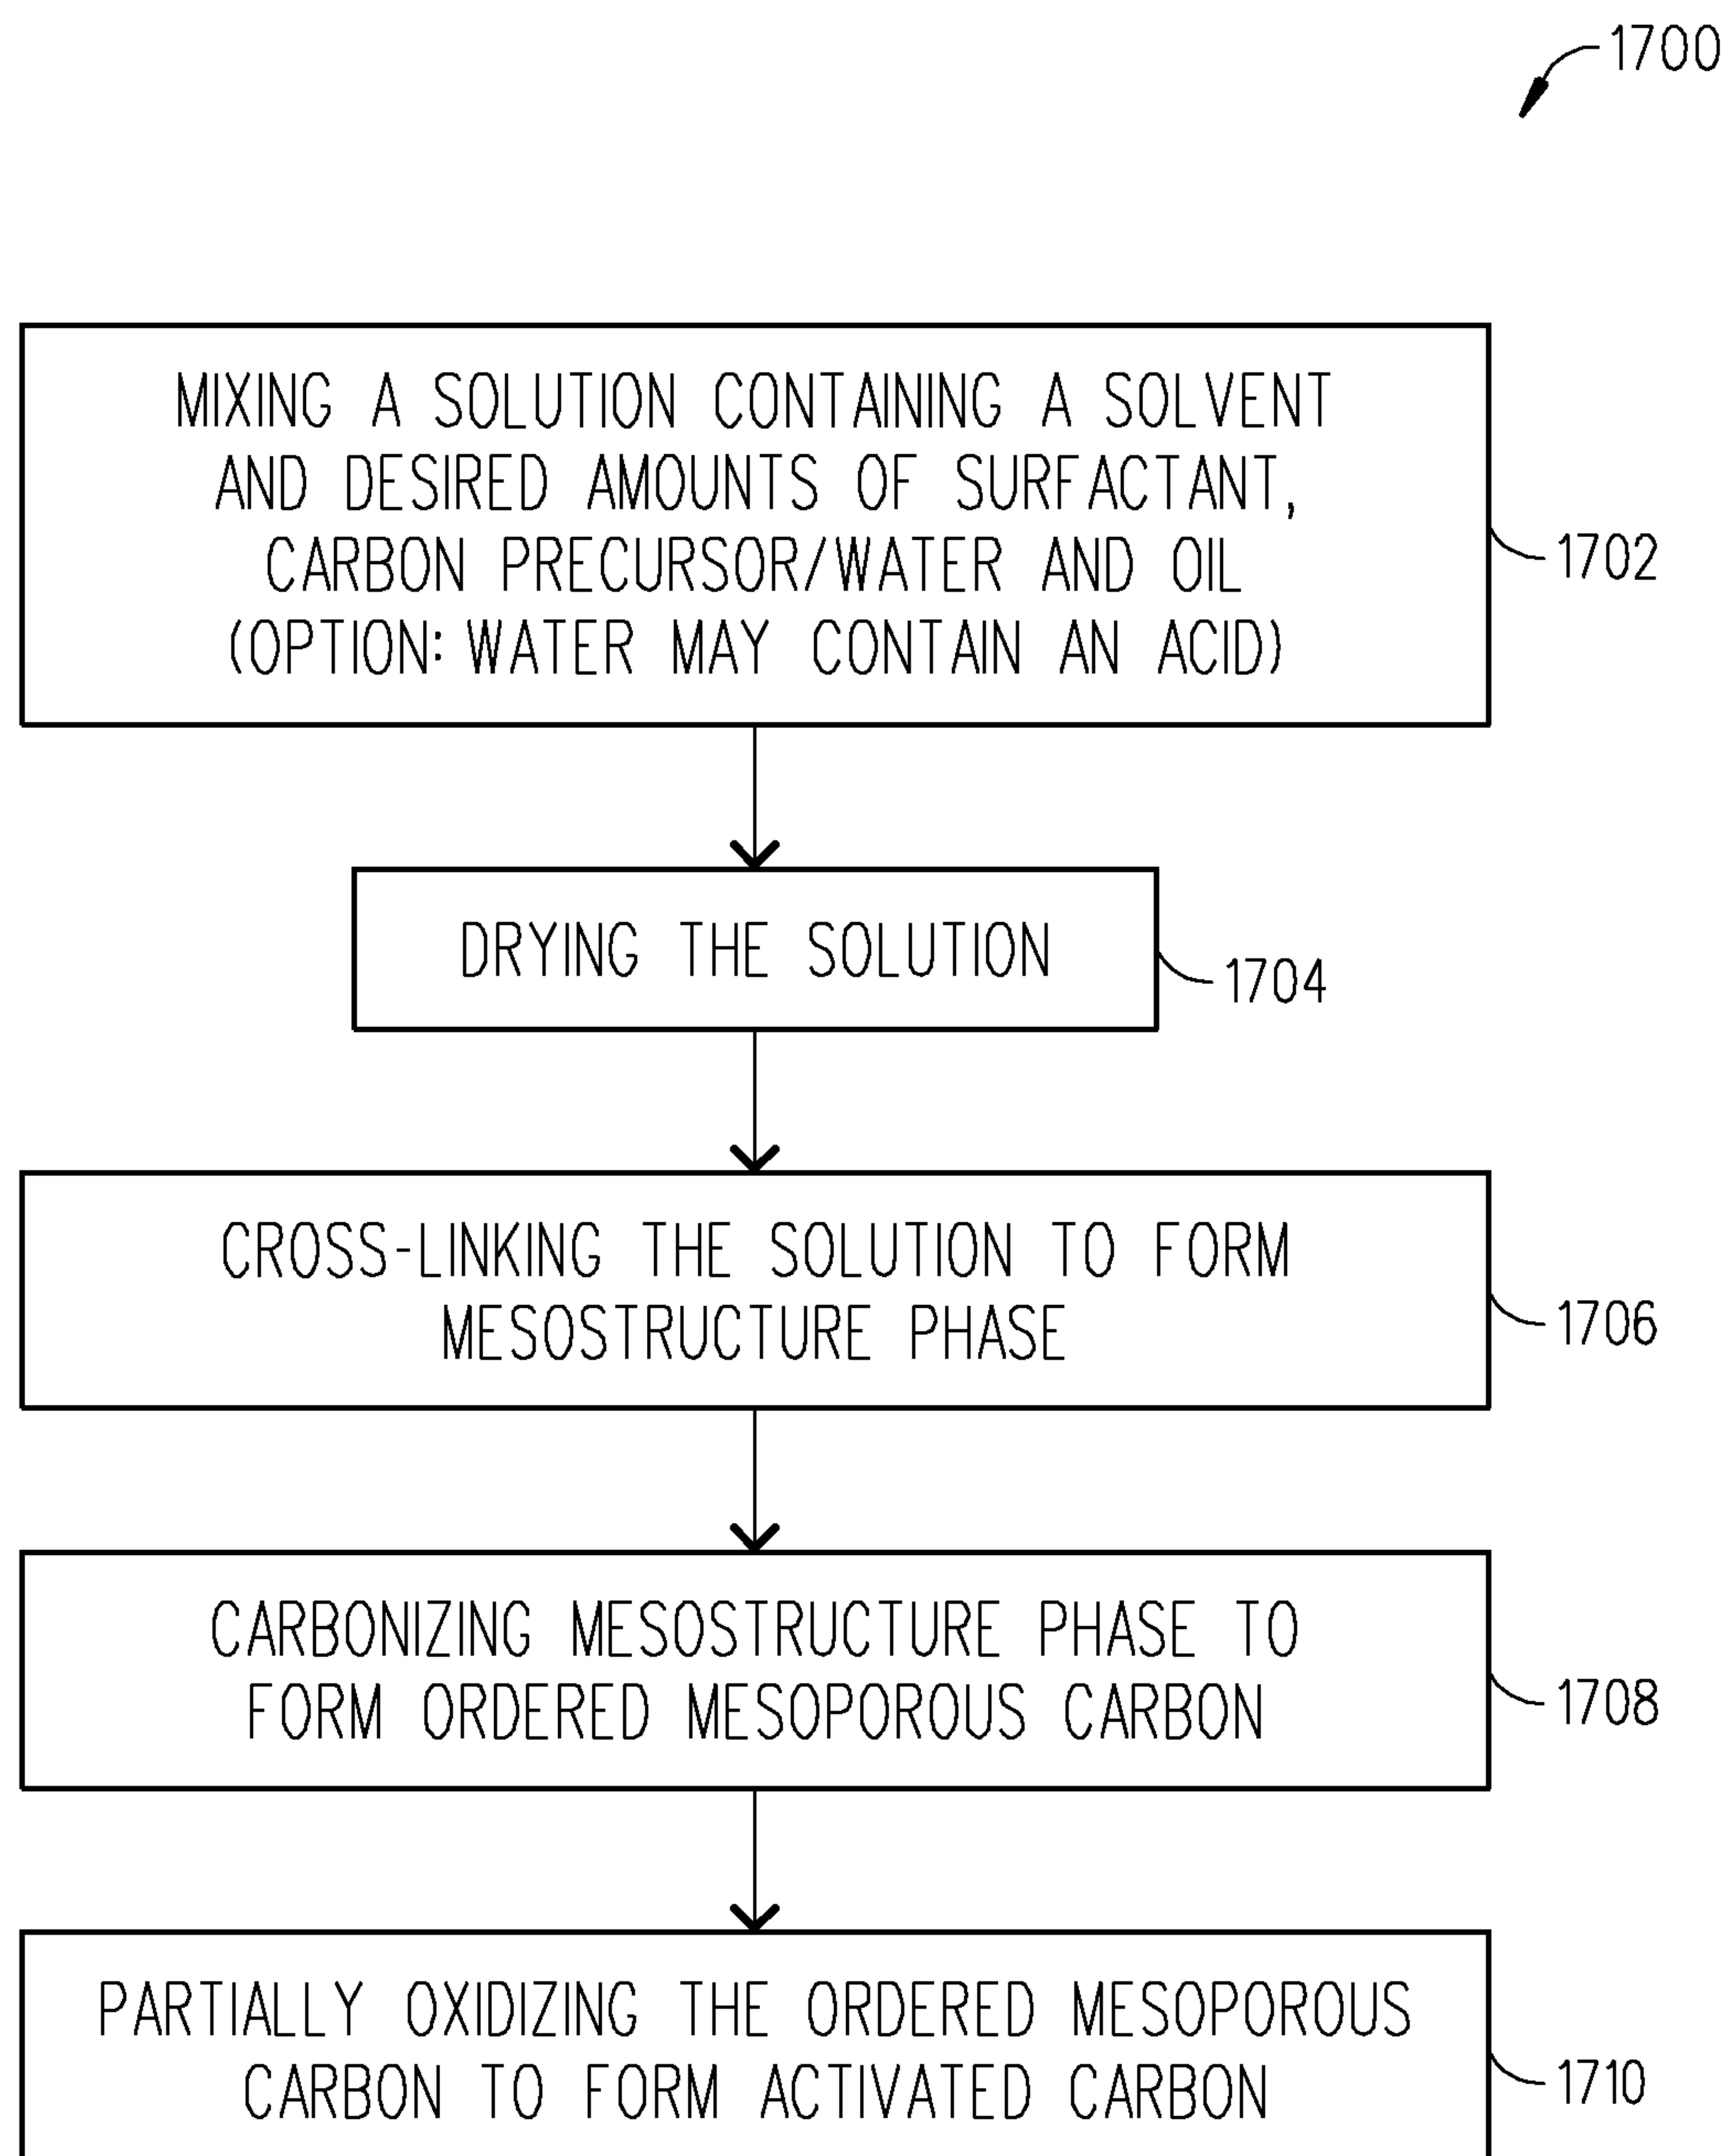 1700
MIXING A SOLUTION CONTAINING A SOLVENT
AND DESIRED AMOUNTS OF SURFACTANT,
CARBON PRECURSOR/WATER AND OIL
(OPTION: WATER MAY CONTAIN AN ACID)
1702
DRYING THE SOLUTION
1704
CROSS-LINKING THE SOLUTION TO FORM
MESOSTRUCTURE PHASE
1706
CARBONIZING MESOSTRUCTURE PHASE TO
FORM ORDERED MESOPOROUS CARBON
1708
PARTIALLY OXIDIZING THE ORDERED MESOPOROUS
CARBON TO FORM ACTIVATED CARBON
1710